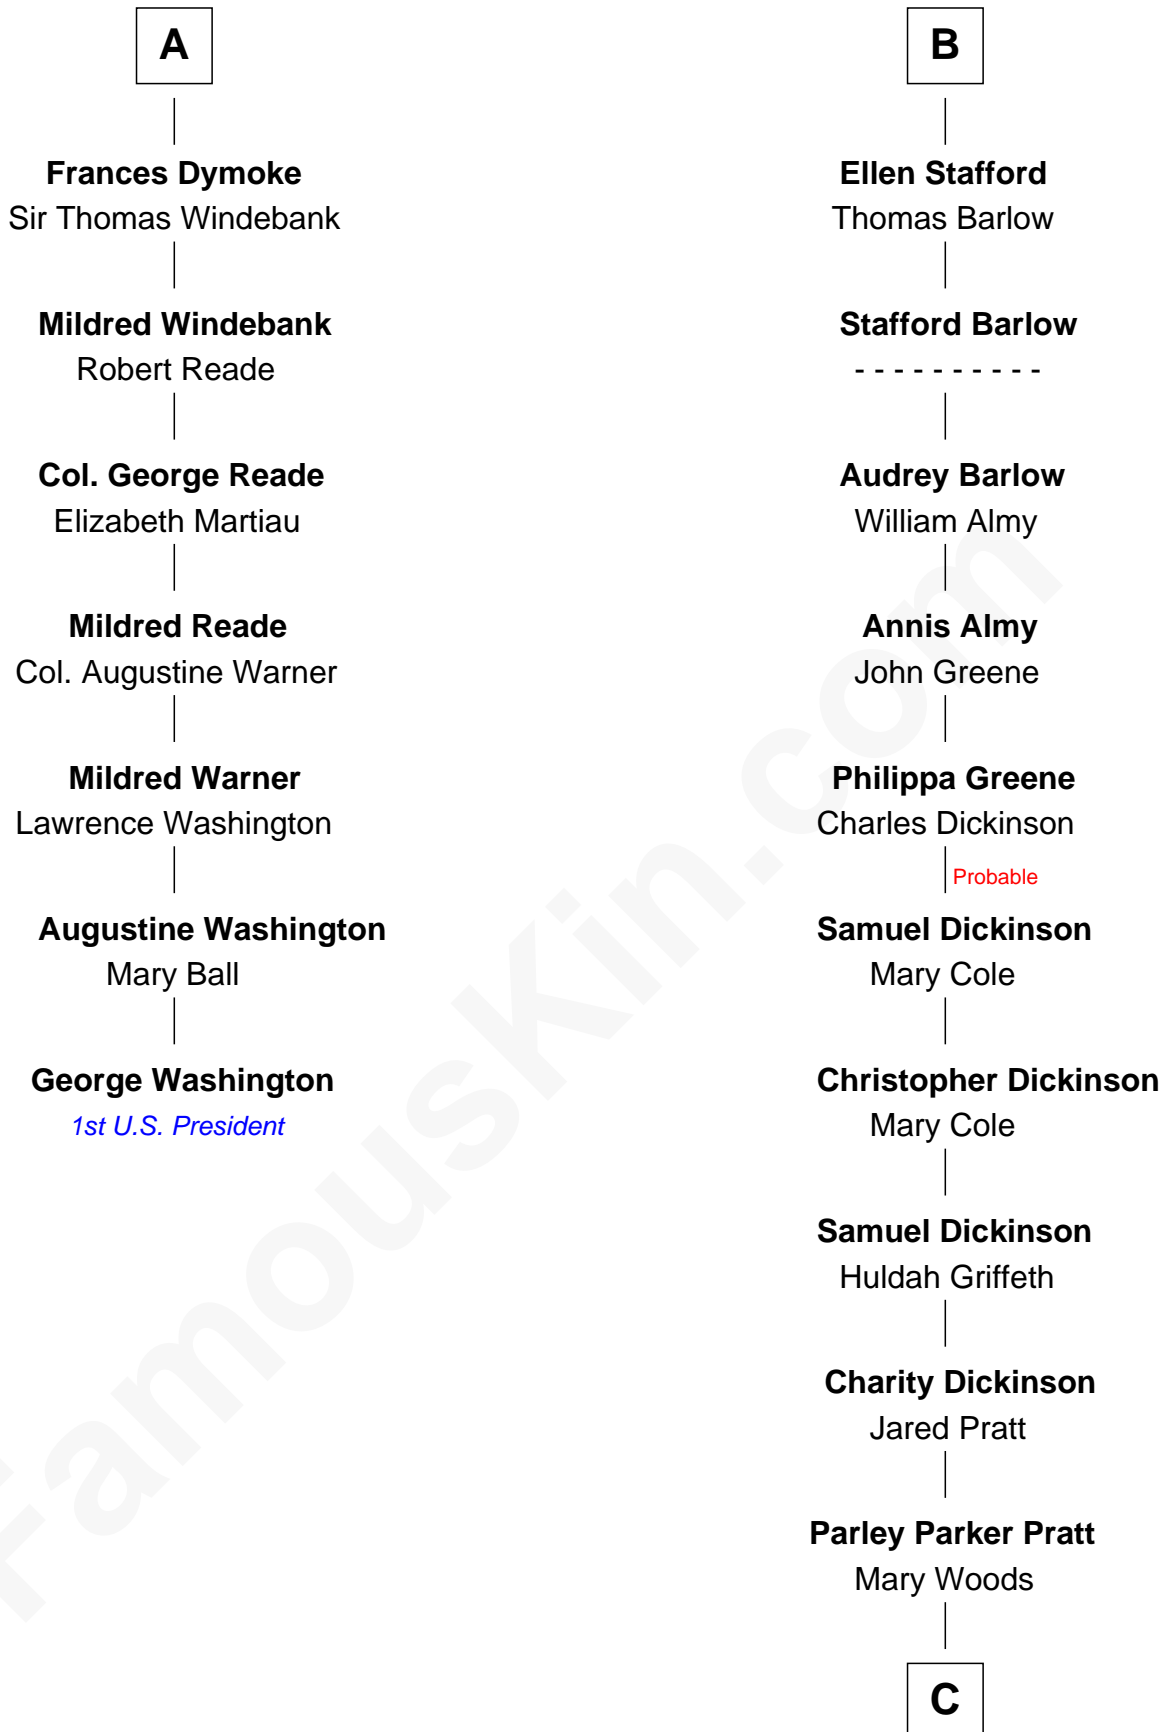 A
Frances Dymoke
Sir Thomas Windebank
Mildred Windebank
Robert Reade
Col. George Reade
Elizabeth Martiau
Mildred Reade
Col. Augustine Warner
Mildred Warner
Lawrence Washington
Augustine Washington
Mary Ball
George Washington
1st U.S. President
B
Ellen Stafford
Thomas Barlow
Stafford Barlow
- - - - - - - - - -
Audrey Barlow
William Almy
Annis Almy
John Greene
Philippa Greene
Charles Dickinson
Probable
Samuel Dickinson
Mary Cole
Christopher Dickinson
Mary Cole
Samuel Dickinson
Huldah Griffeth
Charity Dickinson
Jared Pratt
Parley Parker Pratt
Mary Woods
C
FamousKin.com